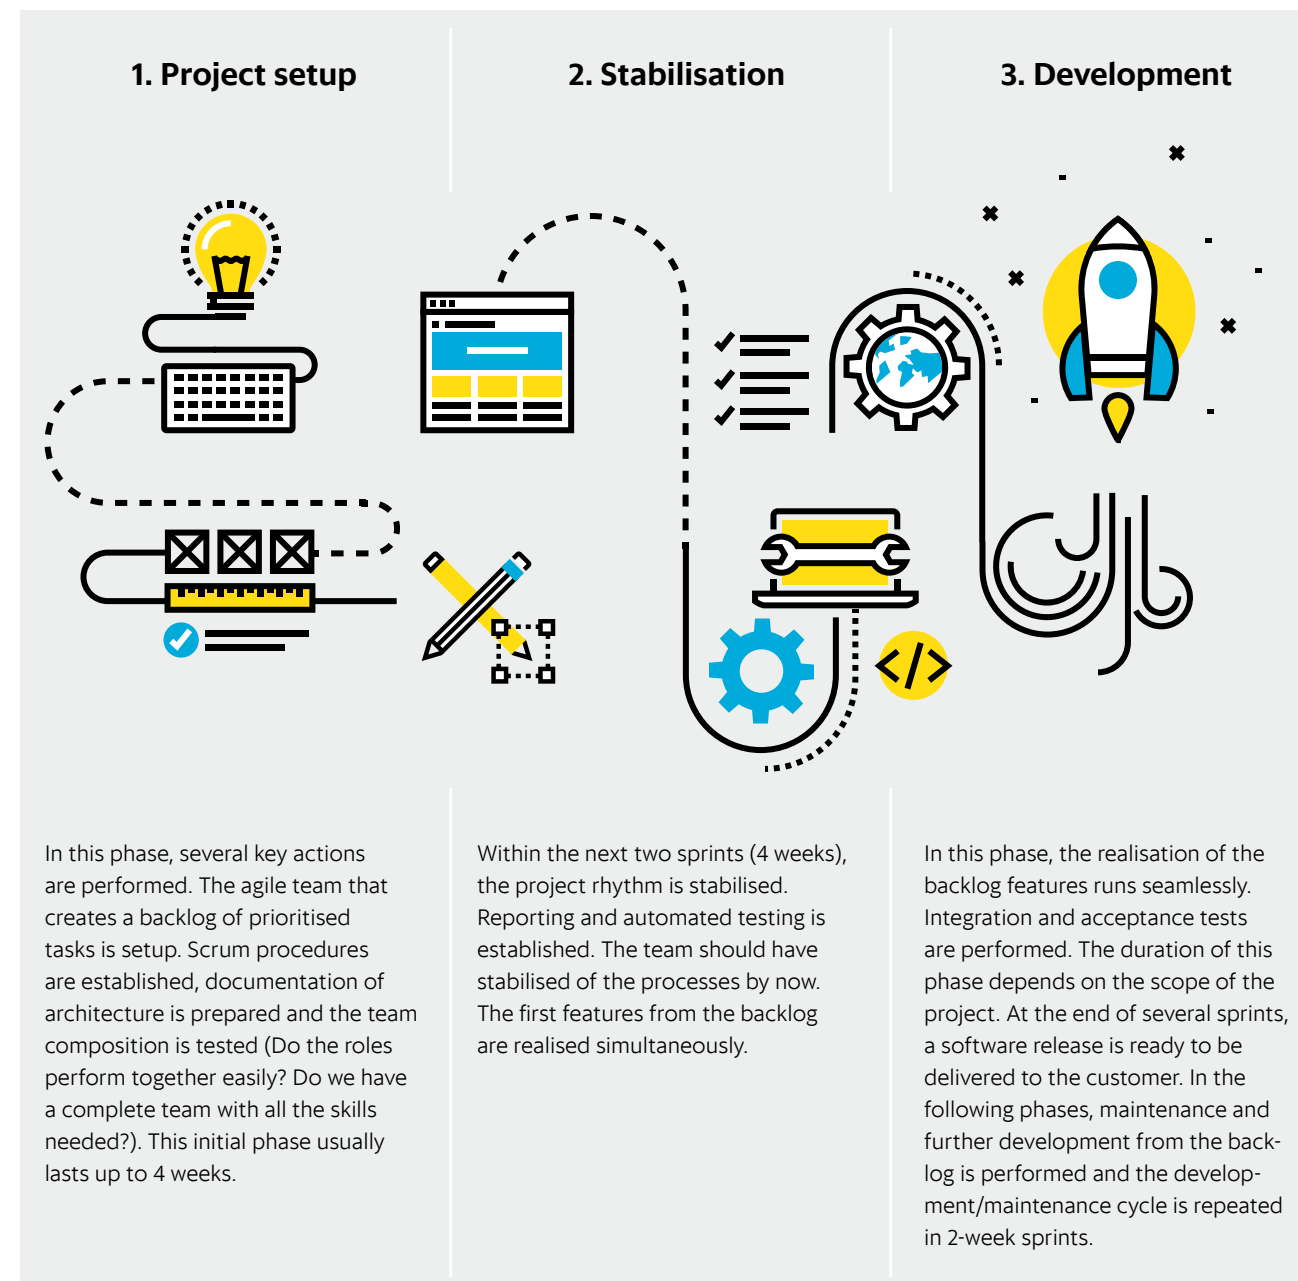 1. Project setup
2. Stabilisation
3. Development
</>
In this phase, several key actions
are performed. The agile team that
creates a backlog of prioritised
tasks is setup. Scrum procedures
are established, documentation of
architecture is prepared and the team
composition is tested (Do the roles
perform together easily? Do we have
a complete team with all the skills
needed?). This initial phase usually
lasts up to 4 weeks.
Within the next two sprints (4 weeks),
the project rhythm is stabilised.
Reporting and automated testing is
established. The team should have
stabilised of the processes by now.
The first features from the backlog
are realised simultaneously.
In this phase, the realisation of the
backlog features runs seamlessly.
Integration and acceptance tests
are performed. The duration of this
phase depends on the scope of the
project. At the end of several sprints,
a software release is ready to be
delivered to the customer. In the
following phases, maintenance and
further development from the back-
log is performed and the develop-
ment/maintenance cycle is repeated
in 2-week sprints.